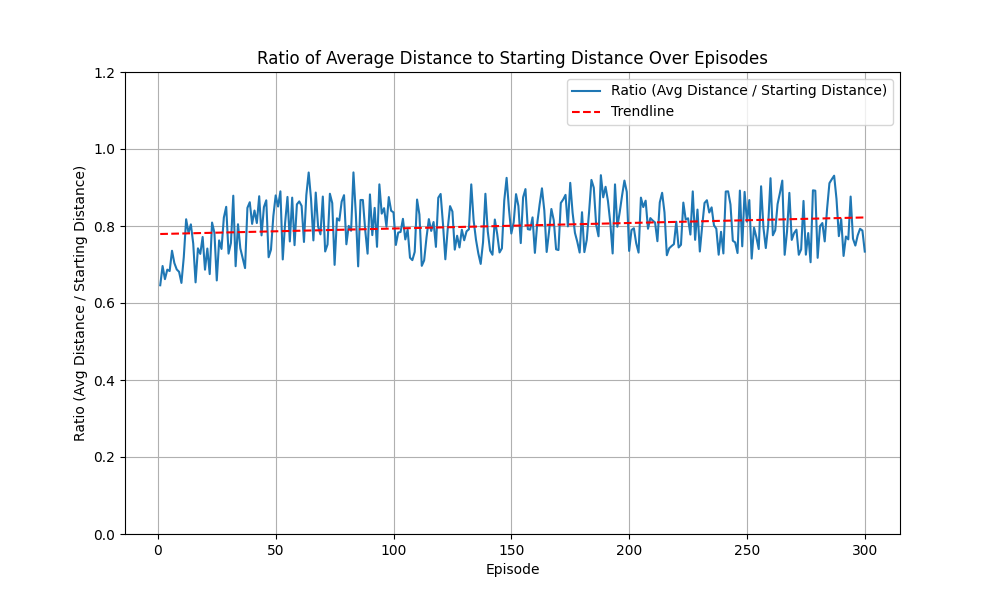 Ratio of Average Distance to Starting Distance Over Episodes
Ratio (Avg Distance / Starting Distance)
Trendline
Ratio (Avg Distance / Starting Distance)
1.2
1.0
0.8
0.6
0.4
0.2
0.0
0 50 100 150 200 250 300
Episode